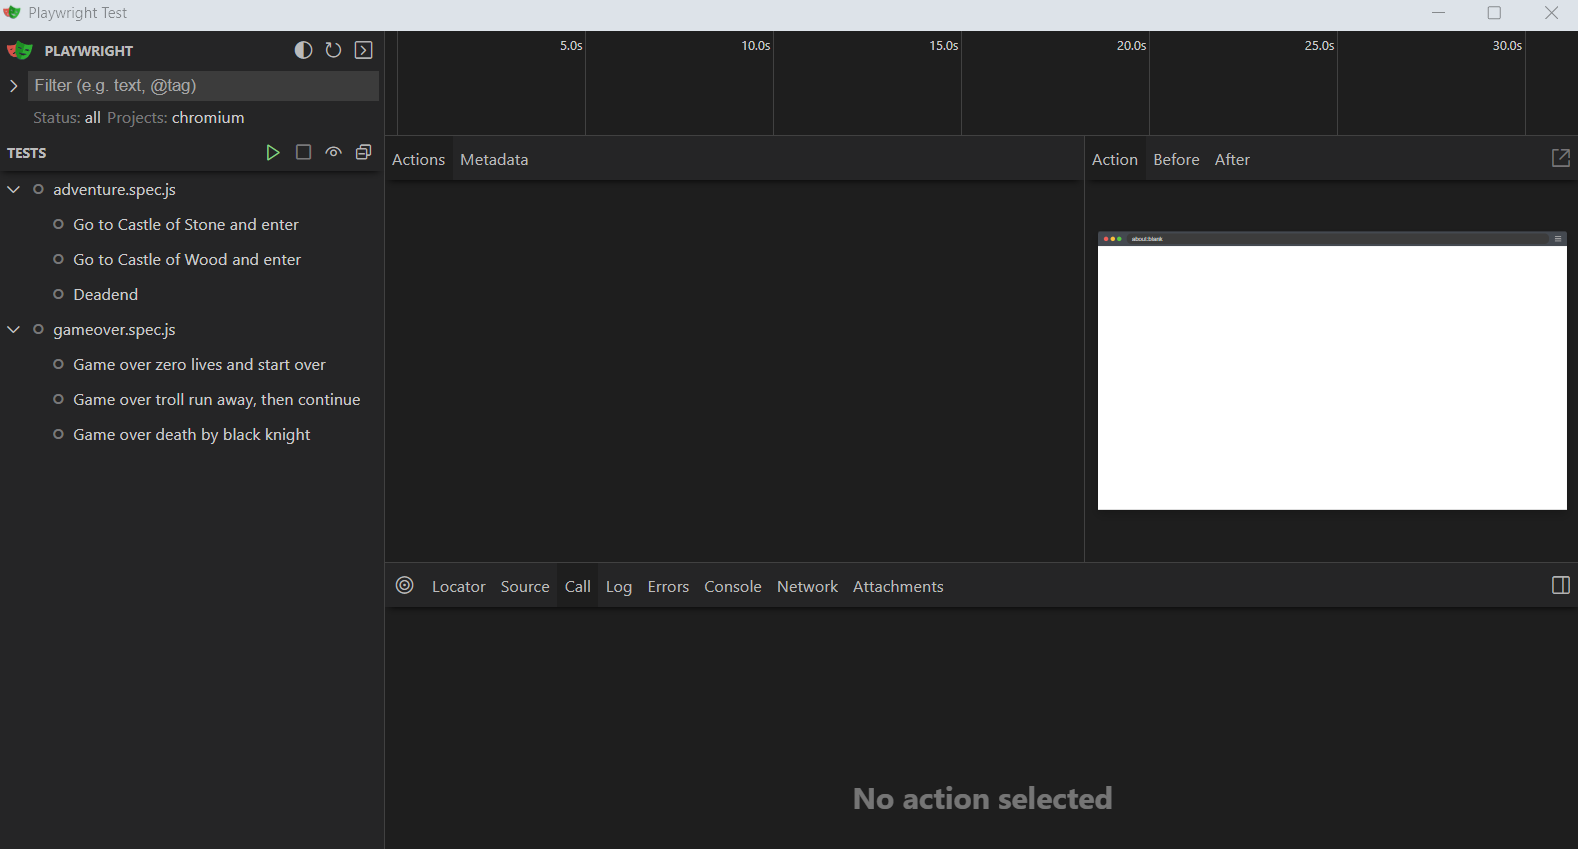 Playwright Test
PLAYWRIGHT
Filter (e.g. text, @tag)
Status: all Projects: chromium
TESTS
adventure.spec.js
Go to Castle of Stone and enter
Go to Castle of Wood and enter
Deadend
gameover.spec.js
Game over zero lives and start over
Game over troll run away, then continue
Game over death by black knight
5.0s 10.0s 15.0s 20.0s 25.0s 30.0s
Actions Metadata
Action Before After
about:blank
Locator Source Call Log Errors Console Network Attachments
No action selected